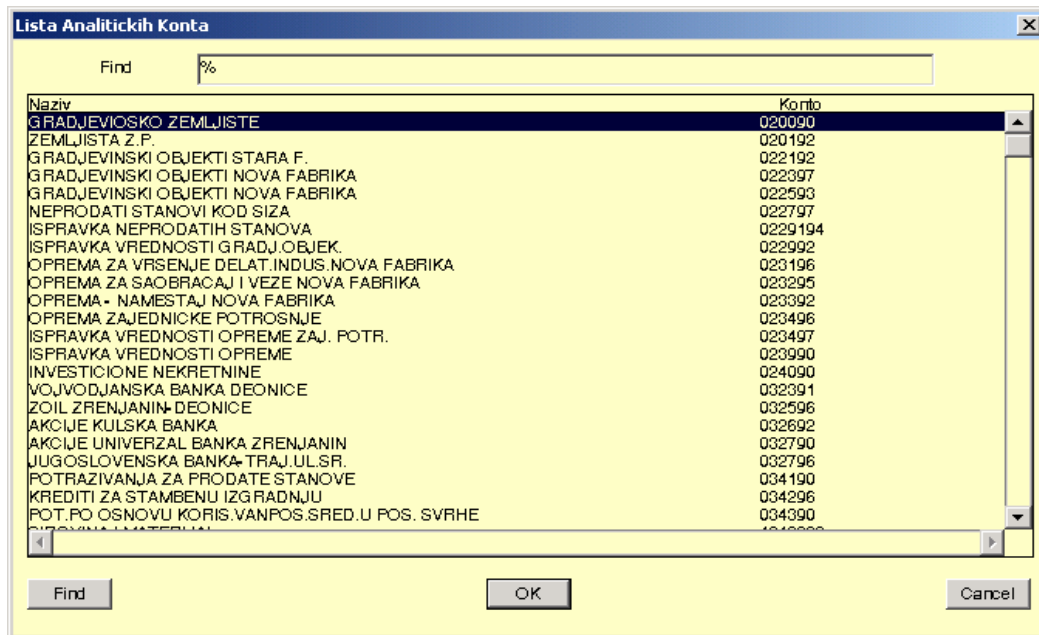 Lista Analitickih Konta
Find %
Naziv Konto
GRADJEVIOSKO ZEMLJISTE 020090
ZEMLJISTA Z.P. 020192
GRADJEVINSKI OBJEKTI STARA F. 022192
GRADJEVINSKI OBJEKTI NOVA FABRIKA 022397
GRADJEVINSKI OBJEKTI NOVA FABRIKA 022593
NEPRODATI STANOVI KOD SIZA 022797
ISPRAVKA NEPRODATIH STANOVA 0229194
ISPRAVKA VREDNOSTI GRADJ.OBJEK. 022992
OPREMA ZA VRSENJE DELAT.INDUS.NOVA FABRIKA 023196
OPREMA ZA SAOBRACAJ I VEZE NOVA FABRIKA 023295
OPREMA- NAMESTAJ NOVA FABRIKA 023392
OPREMA ZAJEDNICKE POTROSNJE 023496
ISPRAVKA VREDNOSTI OPREME ZAJ. POTR. 023497
ISPRAVKA VREDNOSTI OPREME 023990
INVESTICIONE NEKRETNINE 024090
VOJVODJANSKA BANKA DEONICE 032391
ZOIL ZRENJANIN-DEONICE 032596
AKCIJE KULSKA BANKA 032692
AKCIJE UNIVERZAL BANKA ZRENJANIN 032790
JUGOSLOVENSKA BANKA-TRAJ.UL.SR. 032796
POTRAZIVANJA ZA PRODATE STANOVE 034190
KREDITI ZA STAMBENU IZGRADNJU 034296
POT.PO OSNOVU KORIS.VANPOS.SRED.U POS. SVRHE 034390
Find OK Cancel